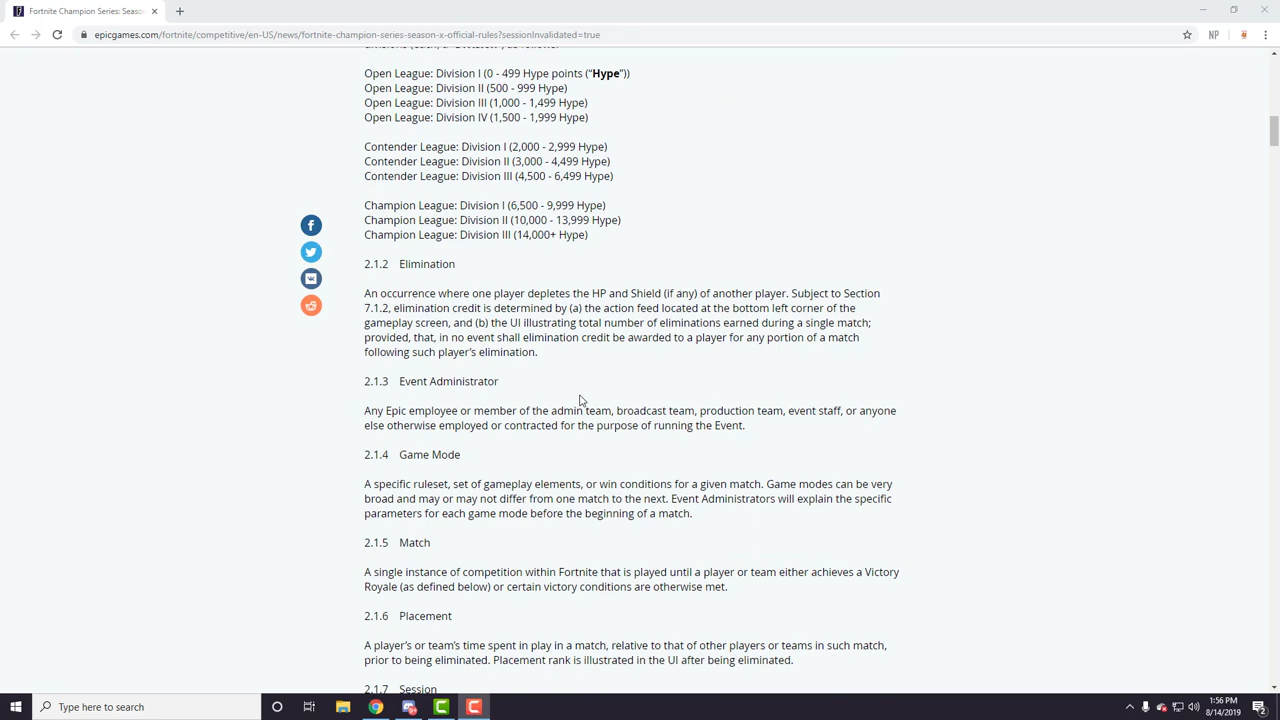 Fortnite Champion Series: Seaso
epicgames.com/fortnite/competitive/en-US/news/fortnite-champion-series-season-x-official-rules?sessionInvalidated=true
NP
Open League: Division I (0 - 499 Hype points (“Hype”))
Open League: Division II (500 - 999 Hype)
Open League: Division III (1,000 - 1,499 Hype)
Open League: Division IV (1,500 - 1,999 Hype)
Contender League: Division I (2,000 - 2,999 Hype)
Contender League: Division II (3,000 - 4,499 Hype)
Contender League: Division III (4,500 - 6,499 Hype)
Champion League: Division I (6,500 - 9,999 Hype)
Champion League: Division II (10,000 - 13,999 Hype)
Champion League: Division III (14,000+ Hype)
2.1.2 Elimination
An occurrence where one player depletes the HP and Shield (if any) of another player. Subject to Section
7.1.2, elimination credit is determined by (a) the action feed located at the bottom left corner of the
gameplay screen, and (b) the UI illustrating total number of eliminations earned during a single match;
provided, that, in no event shall elimination credit be awarded to a player for any portion of a match
following such player’s elimination.
2.1.3 Event Administrator
Any Epic employee or member of the admin team, broadcast team, production team, event staff, or anyone
else otherwise employed or contracted for the purpose of running the Event.
2.1.4 Game Mode
A specific ruleset, set of gameplay elements, or win conditions for a given match. Game modes can be very
broad and may or may not differ from one match to the next. Event Administrators will explain the specific
parameters for each game mode before the beginning of a match.
2.1.5 Match
A single instance of competition within Fortnite that is played until a player or team either achieves a Victory
Royale (as defined below) or certain victory conditions are otherwise met.
2.1.6 Placement
A player’s or team’s time spent in play in a match, relative to that of other players or teams in such match,
prior to being eliminated. Placement rank is illustrated in the UI after being eliminated.
2.1.7 Session
Type here to search
1:56 PM
8/14/2019
2